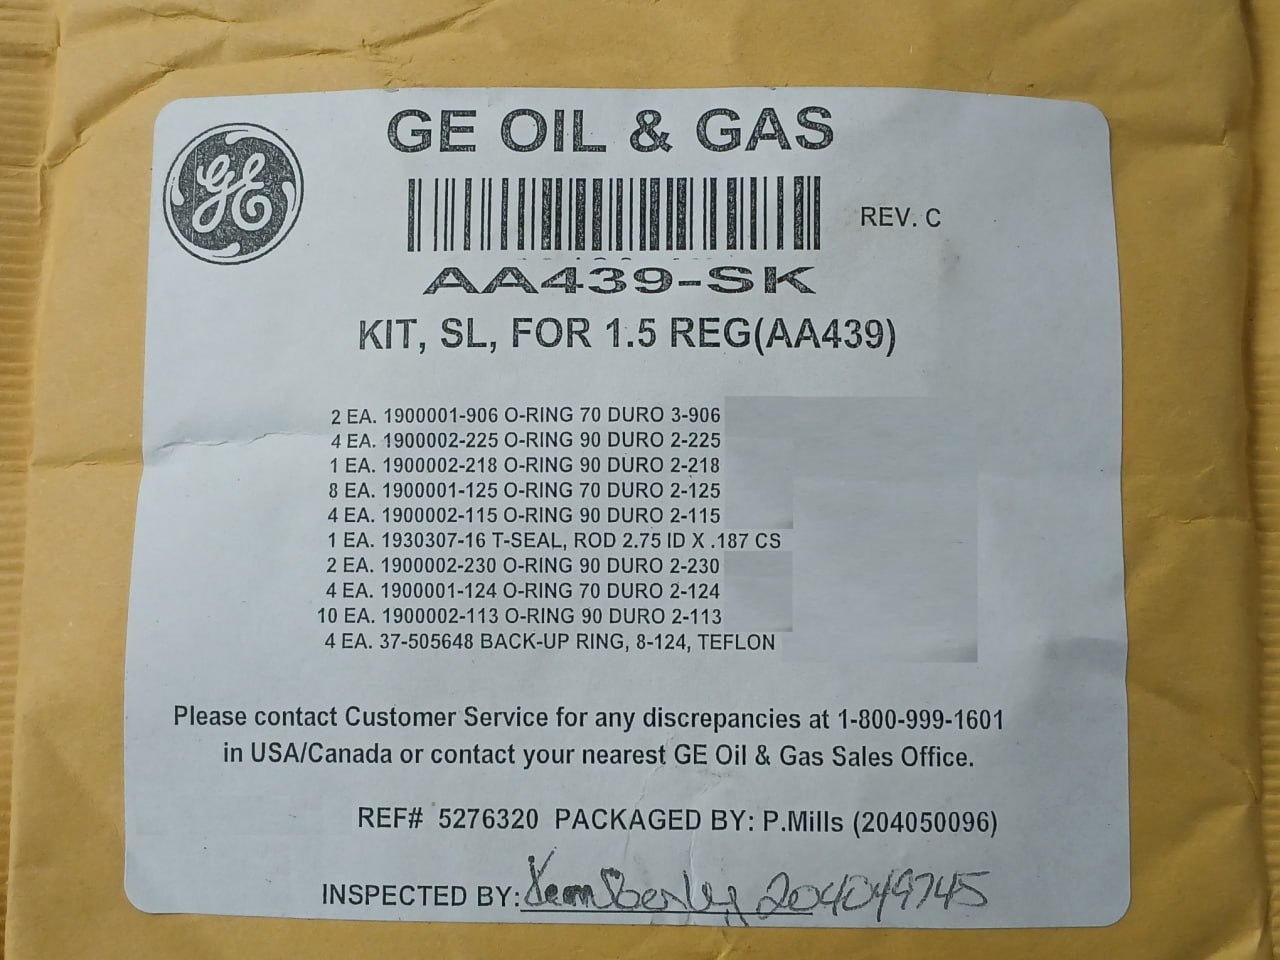 GE OIL & GAS
GE
REV. C
AA439-SK
KIT, SL, FOR 1.5 REG(AA439)
2 EA. 1900001-906 O-RING 70 DURO 3-906
4 EA. 1900002-225 O-RING 90 DURO 2-225
1 EA. 1900002-218 O-RING 90 DURO 2-218
8 EA. 1900001-125 O-RING 70 DURO 2-125
4 EA. 1900002-115 O-RING 90 DURO 2-115
1 EA. 1930307-16 T-SEAL, ROD 2.75 ID X .187 CS
2 EA. 1900002-230 O-RING 90 DURO 2-230
4 EA. 1900001-124 O-RING 70 DURO 2-124
10 EA. 1900002-113 O-RING 90 DURO 2-113
4 EA. 37-505648 BACK-UP RING, 8-124, TEFLON
Please contact Customer Service for any discrepancies at 1-800-999-1601
in USA/Canada or contact your nearest GE Oil & Gas Sales Office.
REF# 5276320 PACKAGED BY: P.Mills (204050096)
INSPECTED BY: 204049745